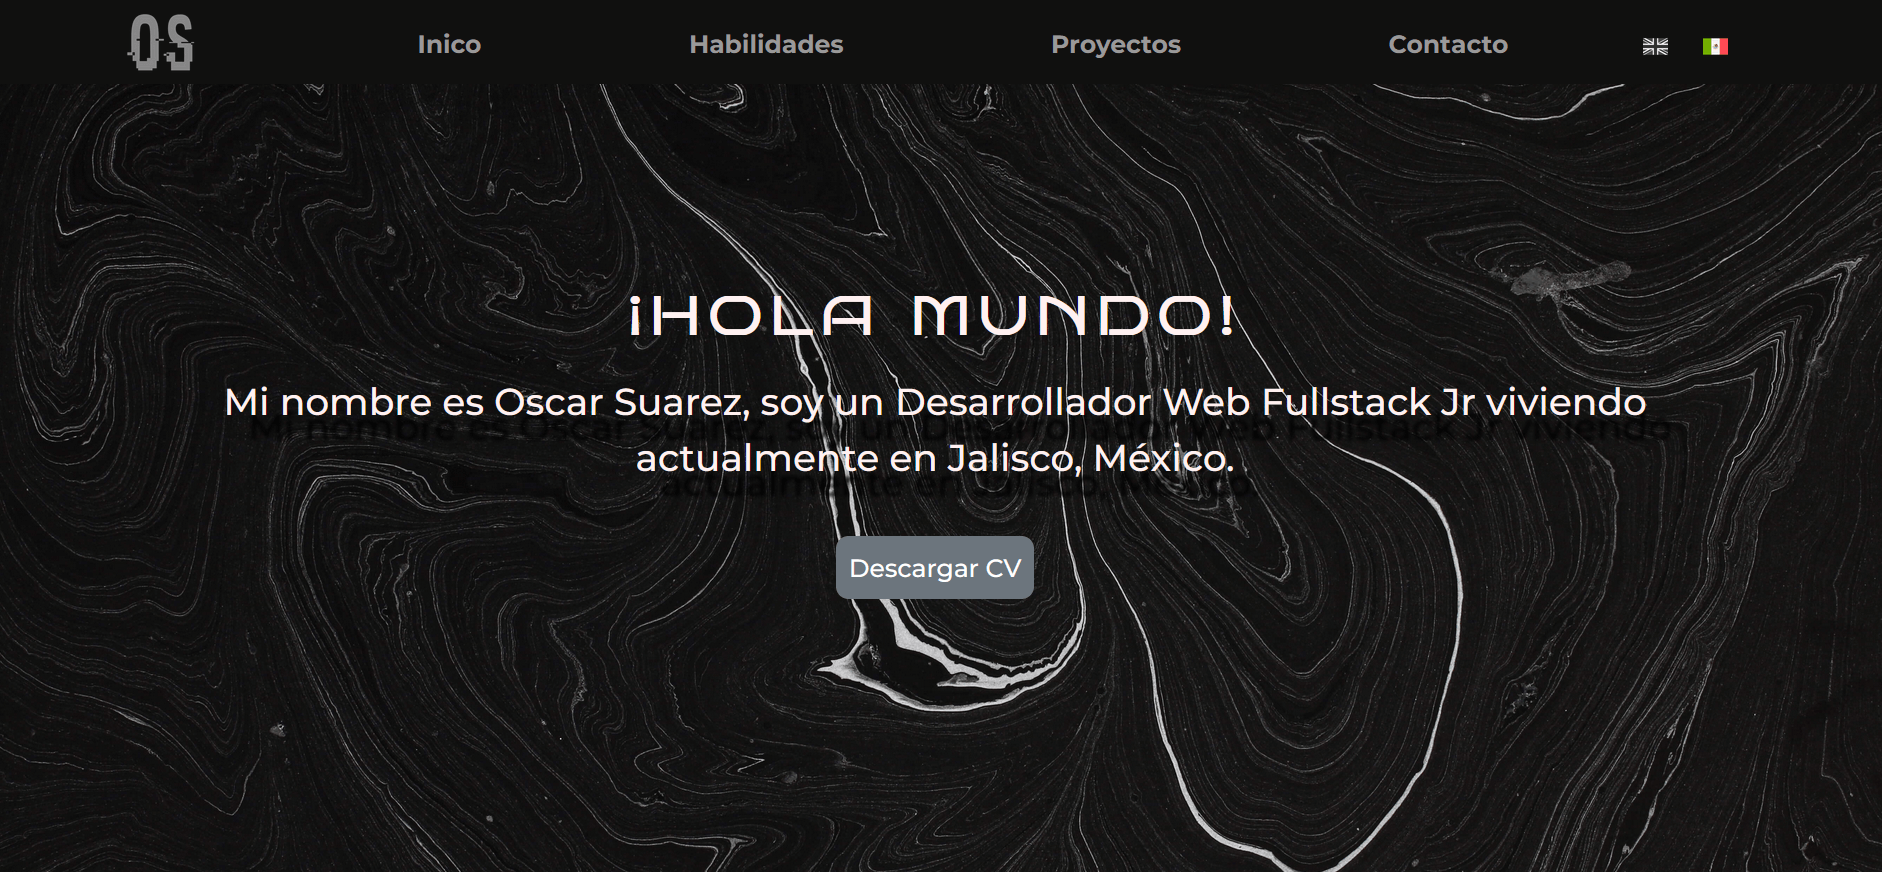 OS
Inico
Habilidades
Proyectos
Contacto
¡HOLA MUNDO!
Mi nombre es Oscar Suarez, soy un Desarrollador Web Fullstack Jr viviendo
actualmente en Jalisco, México.
Descargar CV